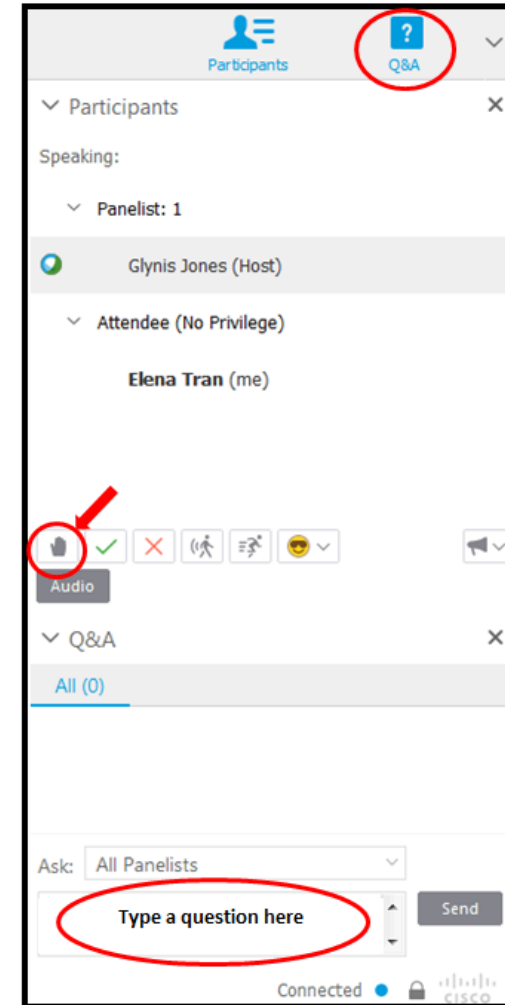 Participants
?
Q&A
Participants
Speaking:
Panelist: 1
Glynis Jones (Host)
Attendee (No Privilege)
Elena Tran (me)
Audio
Q&A
All (0)
Ask: All Panelists
Type a question here
Send
Connected
CISCO